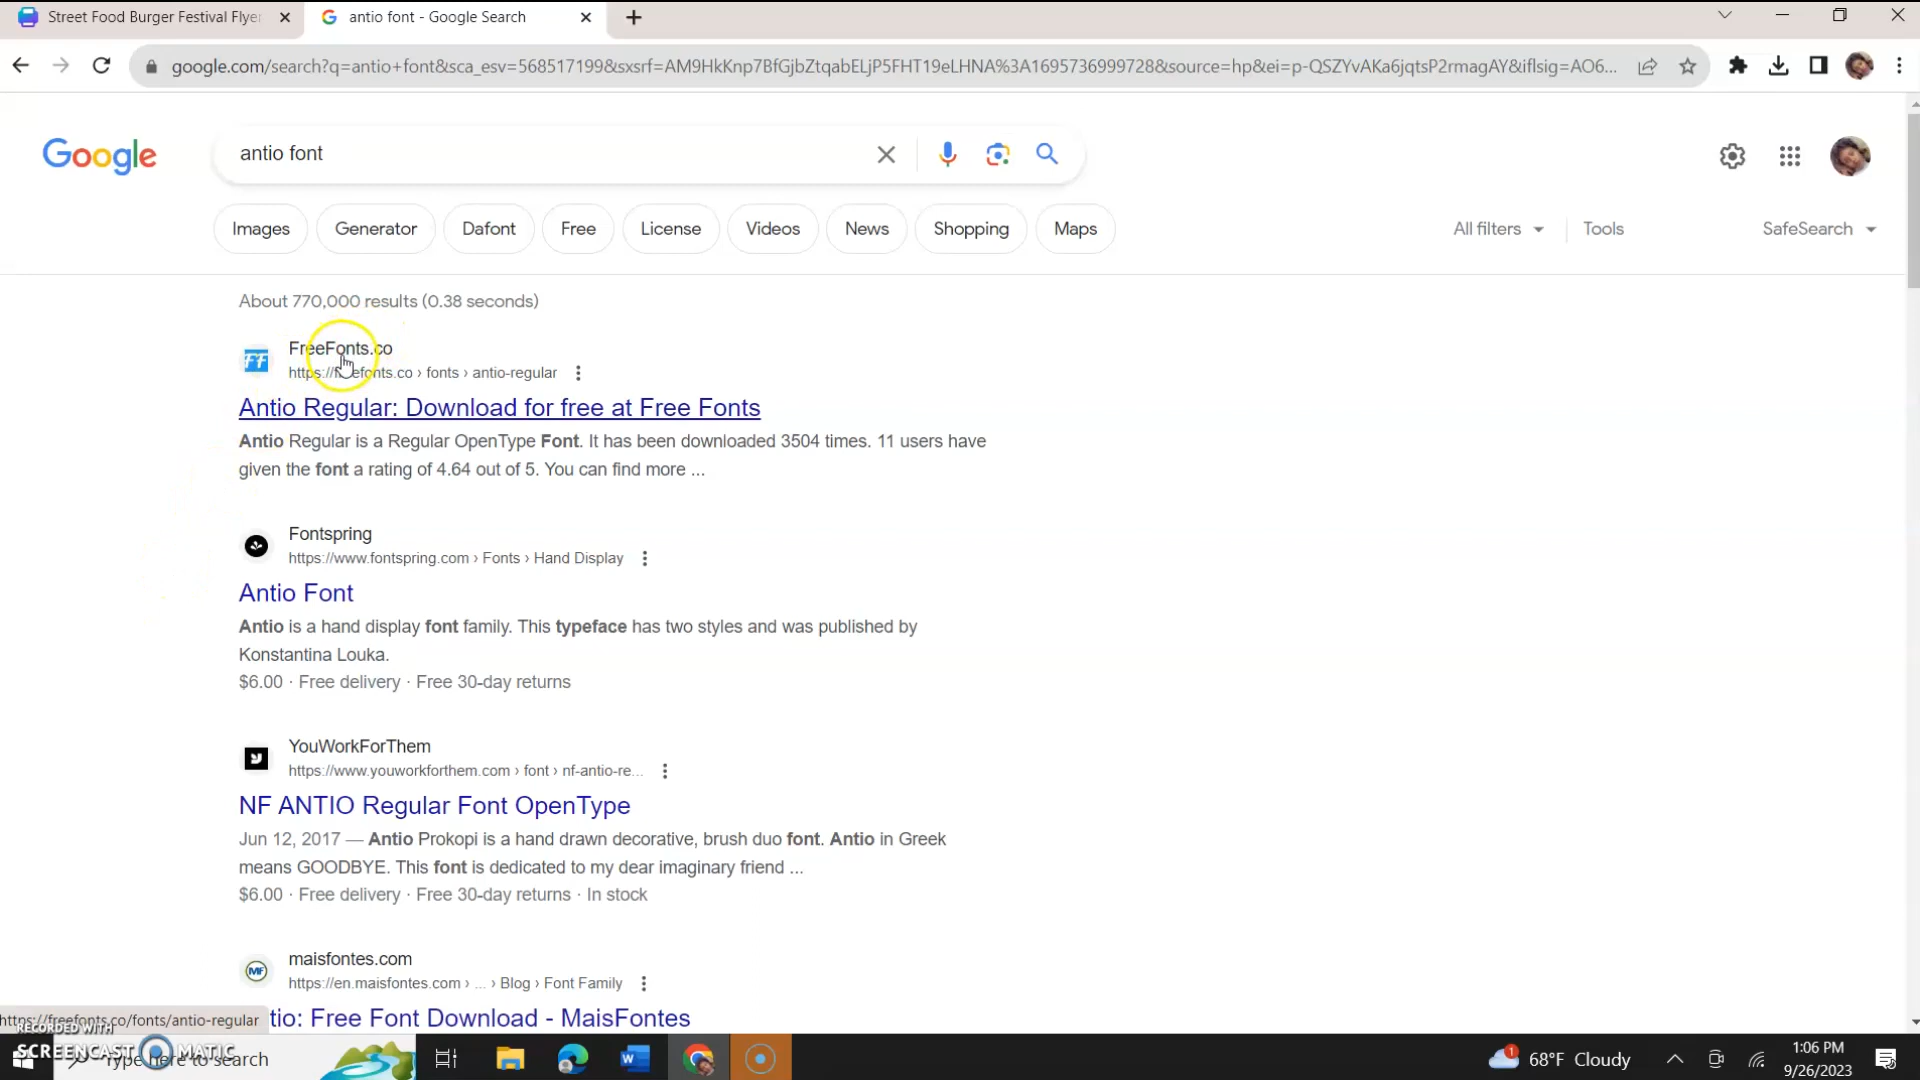 Street Food Burger Festival Flye
antio font - Google Search
google.com/search?q=antio+font&sca_esv=568517199&sxsrf=AM9HkKnp7BfGjbZtqabELjP5FHT19eLHNA%3A1695736999728&source=hp&ei=p-QSZYvAKa6jqtsP2rmagAY&iflsig=AO6...
Google
antio font
Images Generator Dafont Free License Videos News Shopping Maps All filters Tools SafeSearch
About 770,000 results (0.38 seconds)
FF
FreeFonts.co
https://freefonts.co › fonts › antio-regular
Antio Regular: Download for free at Free Fonts
Antio Regular is a Regular OpenType Font. It has been downloaded 3504 times. 11 users have
given the font a rating of 4.64 out of 5. You can find more ...
Fontspring
https://www.fontspring.com › Fonts › Hand Display
Antio Font
Antio is a hand display font family. This typeface has two styles and was published by
Konstantina Louka.
$6.00 · Free delivery · Free 30-day returns
YouWorkForThem
https://www.youworkforthem.com › font › nf-antio-re...
NF ANTIO Regular Font OpenType
Jun 12, 2017 — Antio Prokopi is a hand drawn decorative, brush duo font. Antio in Greek
means GOODBYE. This font is dedicated to my dear imaginary friend ...
$6.00 · Free delivery · Free 30-day returns · In stock
MF
maisfontes.com
https://en.maisfontes.com › ... › Blog › Font Family
tio: Free Font Download - MaisFontes
https://freefonts.co/fonts/antio-regular
RECORDED WITH
SCREENCAST MATIC
Type here to search
1
68°F Cloudy
1:06 PM
9/26/2023